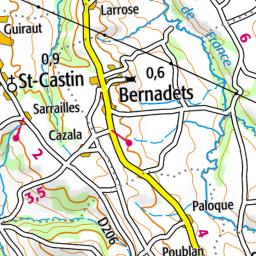 Larrose
Guiraut
de France
6
0,9
St-Castin
0,6
Bernadets
Sarrailles
Cazala
2
3,5
Paloque
D206
4
Poublan